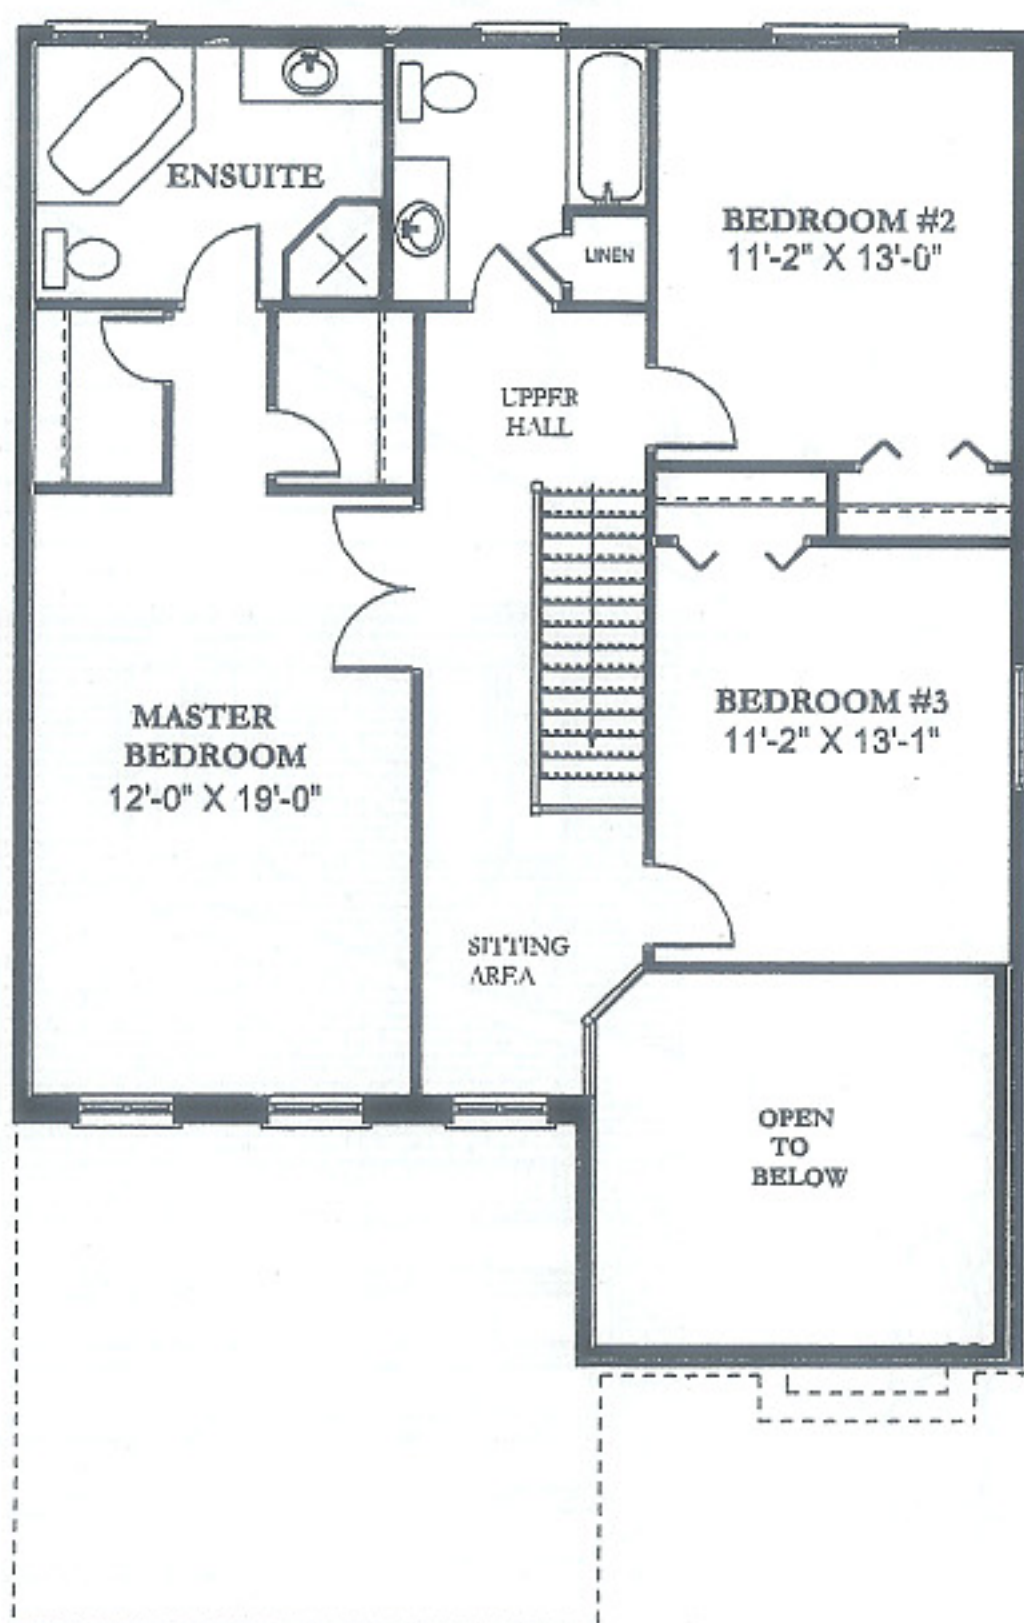 ENSUITE
LINEN
BEDROOM #2
11'-2" X 13'-0"
UPPER
HALL
MASTER
BEDROOM
12'-0" X 19'-0"
BEDROOM #3
11'-2" X 13'-1"
SITTING
AREA
OPEN
TO
BELOW